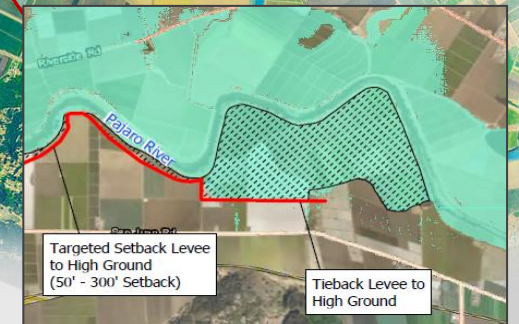 Riverside Rd
Pajaro River
San Juan Rd
Targeted Setback Levee
to High Ground
(50' - 300' Setback)
Tieback Levee to
High Ground